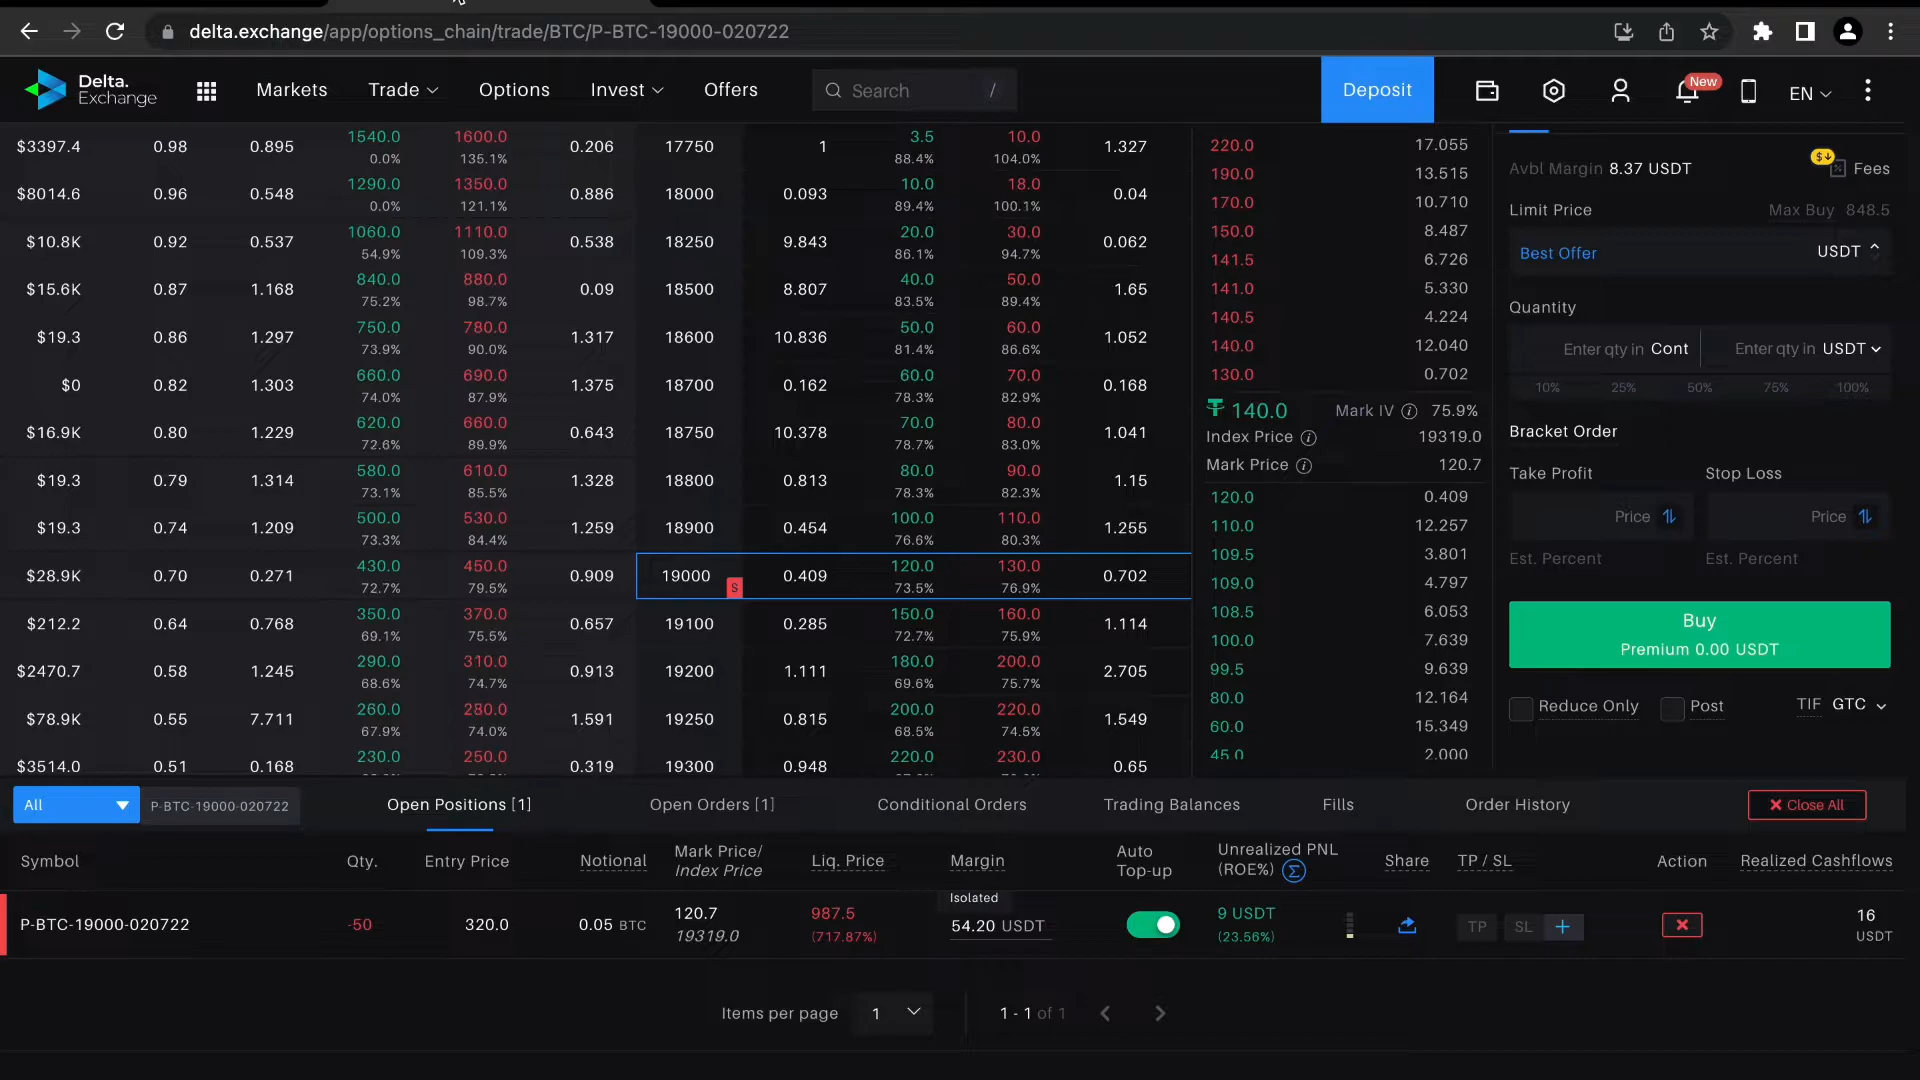 delta.exchange/app/options_chain/trade/BTC/P-BTC-19000-020722
Delta. Exchange Markets Trade Options Invest Offers Search / Deposit New EN
$3397.4 0.98 0.895 1540.0 0.0% 1600.0 135.1% 0.206 17750 1 3.5 88.4% 10.0 104.0% 1.327
$8014.6 0.96 0.548 1290.0 0.0% 1350.0 121.1% 0.886 18000 0.093 10.0 89.4% 18.0 100.1% 0.04
$10.8K 0.92 0.537 1060.0 54.9% 1110.0 109.3% 0.538 18250 9.843 20.0 86.1% 30.0 94.7% 0.062
$15.6K 0.87 1.168 840.0 75.2% 880.0 98.7% 0.09 18500 8.807 40.0 83.5% 50.0 89.4% 1.65
$19.3 0.86 1.297 750.0 73.9% 780.0 90.0% 1.317 18600 10.836 50.0 81.4% 60.0 86.6% 1.052
$0 0.82 1.303 660.0 74.0% 690.0 87.9% 1.375 18700 0.162 60.0 78.3% 70.0 82.9% 0.168
$16.9K 0.80 1.229 620.0 72.6% 660.0 89.9% 0.643 18750 10.378 70.0 78.7% 80.0 83.0% 1.041
$19.3 0.79 1.314 580.0 73.1% 610.0 85.5% 1.328 18800 0.813 80.0 78.3% 90.0 82.3% 1.15
$19.3 0.74 1.209 500.0 73.3% 530.0 84.4% 1.259 18900 0.454 100.0 76.6% 110.0 80.3% 1.255
$28.9K 0.70 0.271 430.0 72.7% 450.0 79.5% 0.909 19000 S 0.409 120.0 73.5% 130.0 76.9% 0.702
$212.2 0.64 0.768 350.0 69.1% 370.0 75.5% 0.657 19100 0.285 150.0 72.7% 160.0 75.9% 1.114
$2470.7 0.58 1.245 290.0 68.6% 310.0 74.7% 0.913 19200 1.111 180.0 69.6% 200.0 75.7% 2.705
$78.9K 0.55 7.711 260.0 67.9% 280.0 74.0% 1.591 19250 0.815 200.0 68.5% 220.0 74.5% 1.549
$3514.0 0.51 0.168 230.0 250.0 0.319 19300 0.948 220.0 230.0 0.65
220.0 17.055
190.0 13.515
170.0 10.710
150.0 8.487
141.5 6.726
141.0 5.330
140.5 4.224
140.0 12.040
130.0 0.702
140.0 Mark IV 75.9%
Index Price 19319.0
Mark Price 120.7
120.0 0.409
110.0 12.257
109.5 3.801
109.0 4.797
108.5 6.053
100.0 7.639
99.5 9.639
80.0 12.164
60.0 15.349
45.0 2.000
Avbl Margin 8.37 USDT Fees
Limit Price Max Buy 848.5
Best Offer USDT
Quantity
Enter qty in Cont Enter qty in USDT
10% 25% 50% 75% 100%
Bracket Order
Take Profit Stop Loss
Price Price
Est. Percent Est. Percent
Buy
Premium 0.00 USDT
Reduce Only Post TIF GTC
All P-BTC-19000-020722 Open Positions [1] Open Orders [1] Conditional Orders Trading Balances Fills Order History Close All
Symbol Qty. Entry Price Notional Mark Price/ Index Price Liq. Price Margin Auto Top-up Unrealized PNL (ROE%) Share TP / SL Action Realized Cashflows
P-BTC-19000-020722 -50 320.0 0.05 BTC 120.7 19319.0 987.5 (717.87%) Isolated 54.20 USDT 9 USDT (23.56%) TP SL + 16 USDT
Items per page 1 1 - 1 of 1